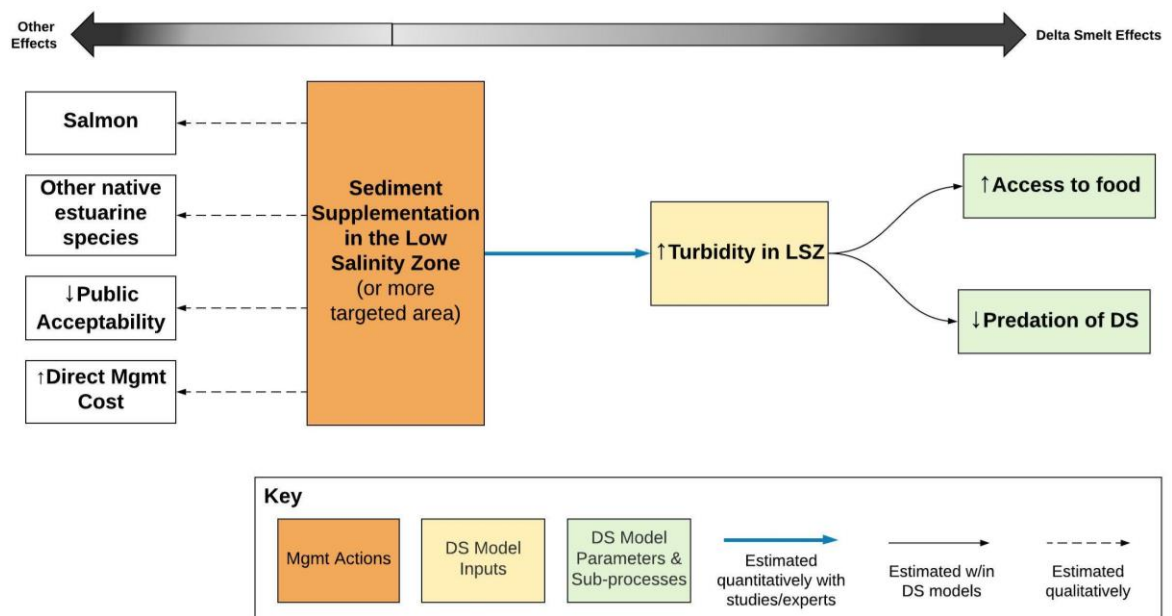 Other
Effects
Delta Smelt Effects
Salmon
Other native
estuarine
species
↓Public
Acceptability
↑Direct Mgmt
Cost
Sediment
Supplementation
in the Low
Salinity Zone
(or more
targeted area)
↑Turbidity in LSZ
↑Access to food
↓Predation of DS
Key
Mgmt Actions
DS Model
Inputs
DS Model
Parameters &
Sub-processes
Estimated
quantitatively with
studies/experts
Estimated w/in
DS models
Estimated
qualitatively